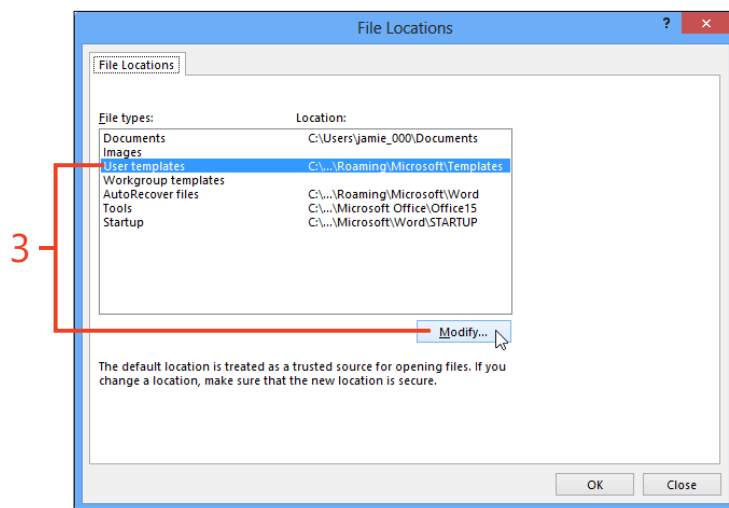 File Locations
?
File Locations
File types: Location:
Documents C:\Users\jamie_000\Documents
Images
User templates C:\...\Roaming\Microsoft\Templates
Workgroup templates
AutoRecover files C:\...\Roaming\Microsoft\Word
Tools C:\...\Microsoft Office\Office15
Startup C:\...\Microsoft\Word\STARTUP
3
Modify...
The default location is treated as a trusted source for opening files. If you
change a location, make sure that the new location is secure.
OK Close